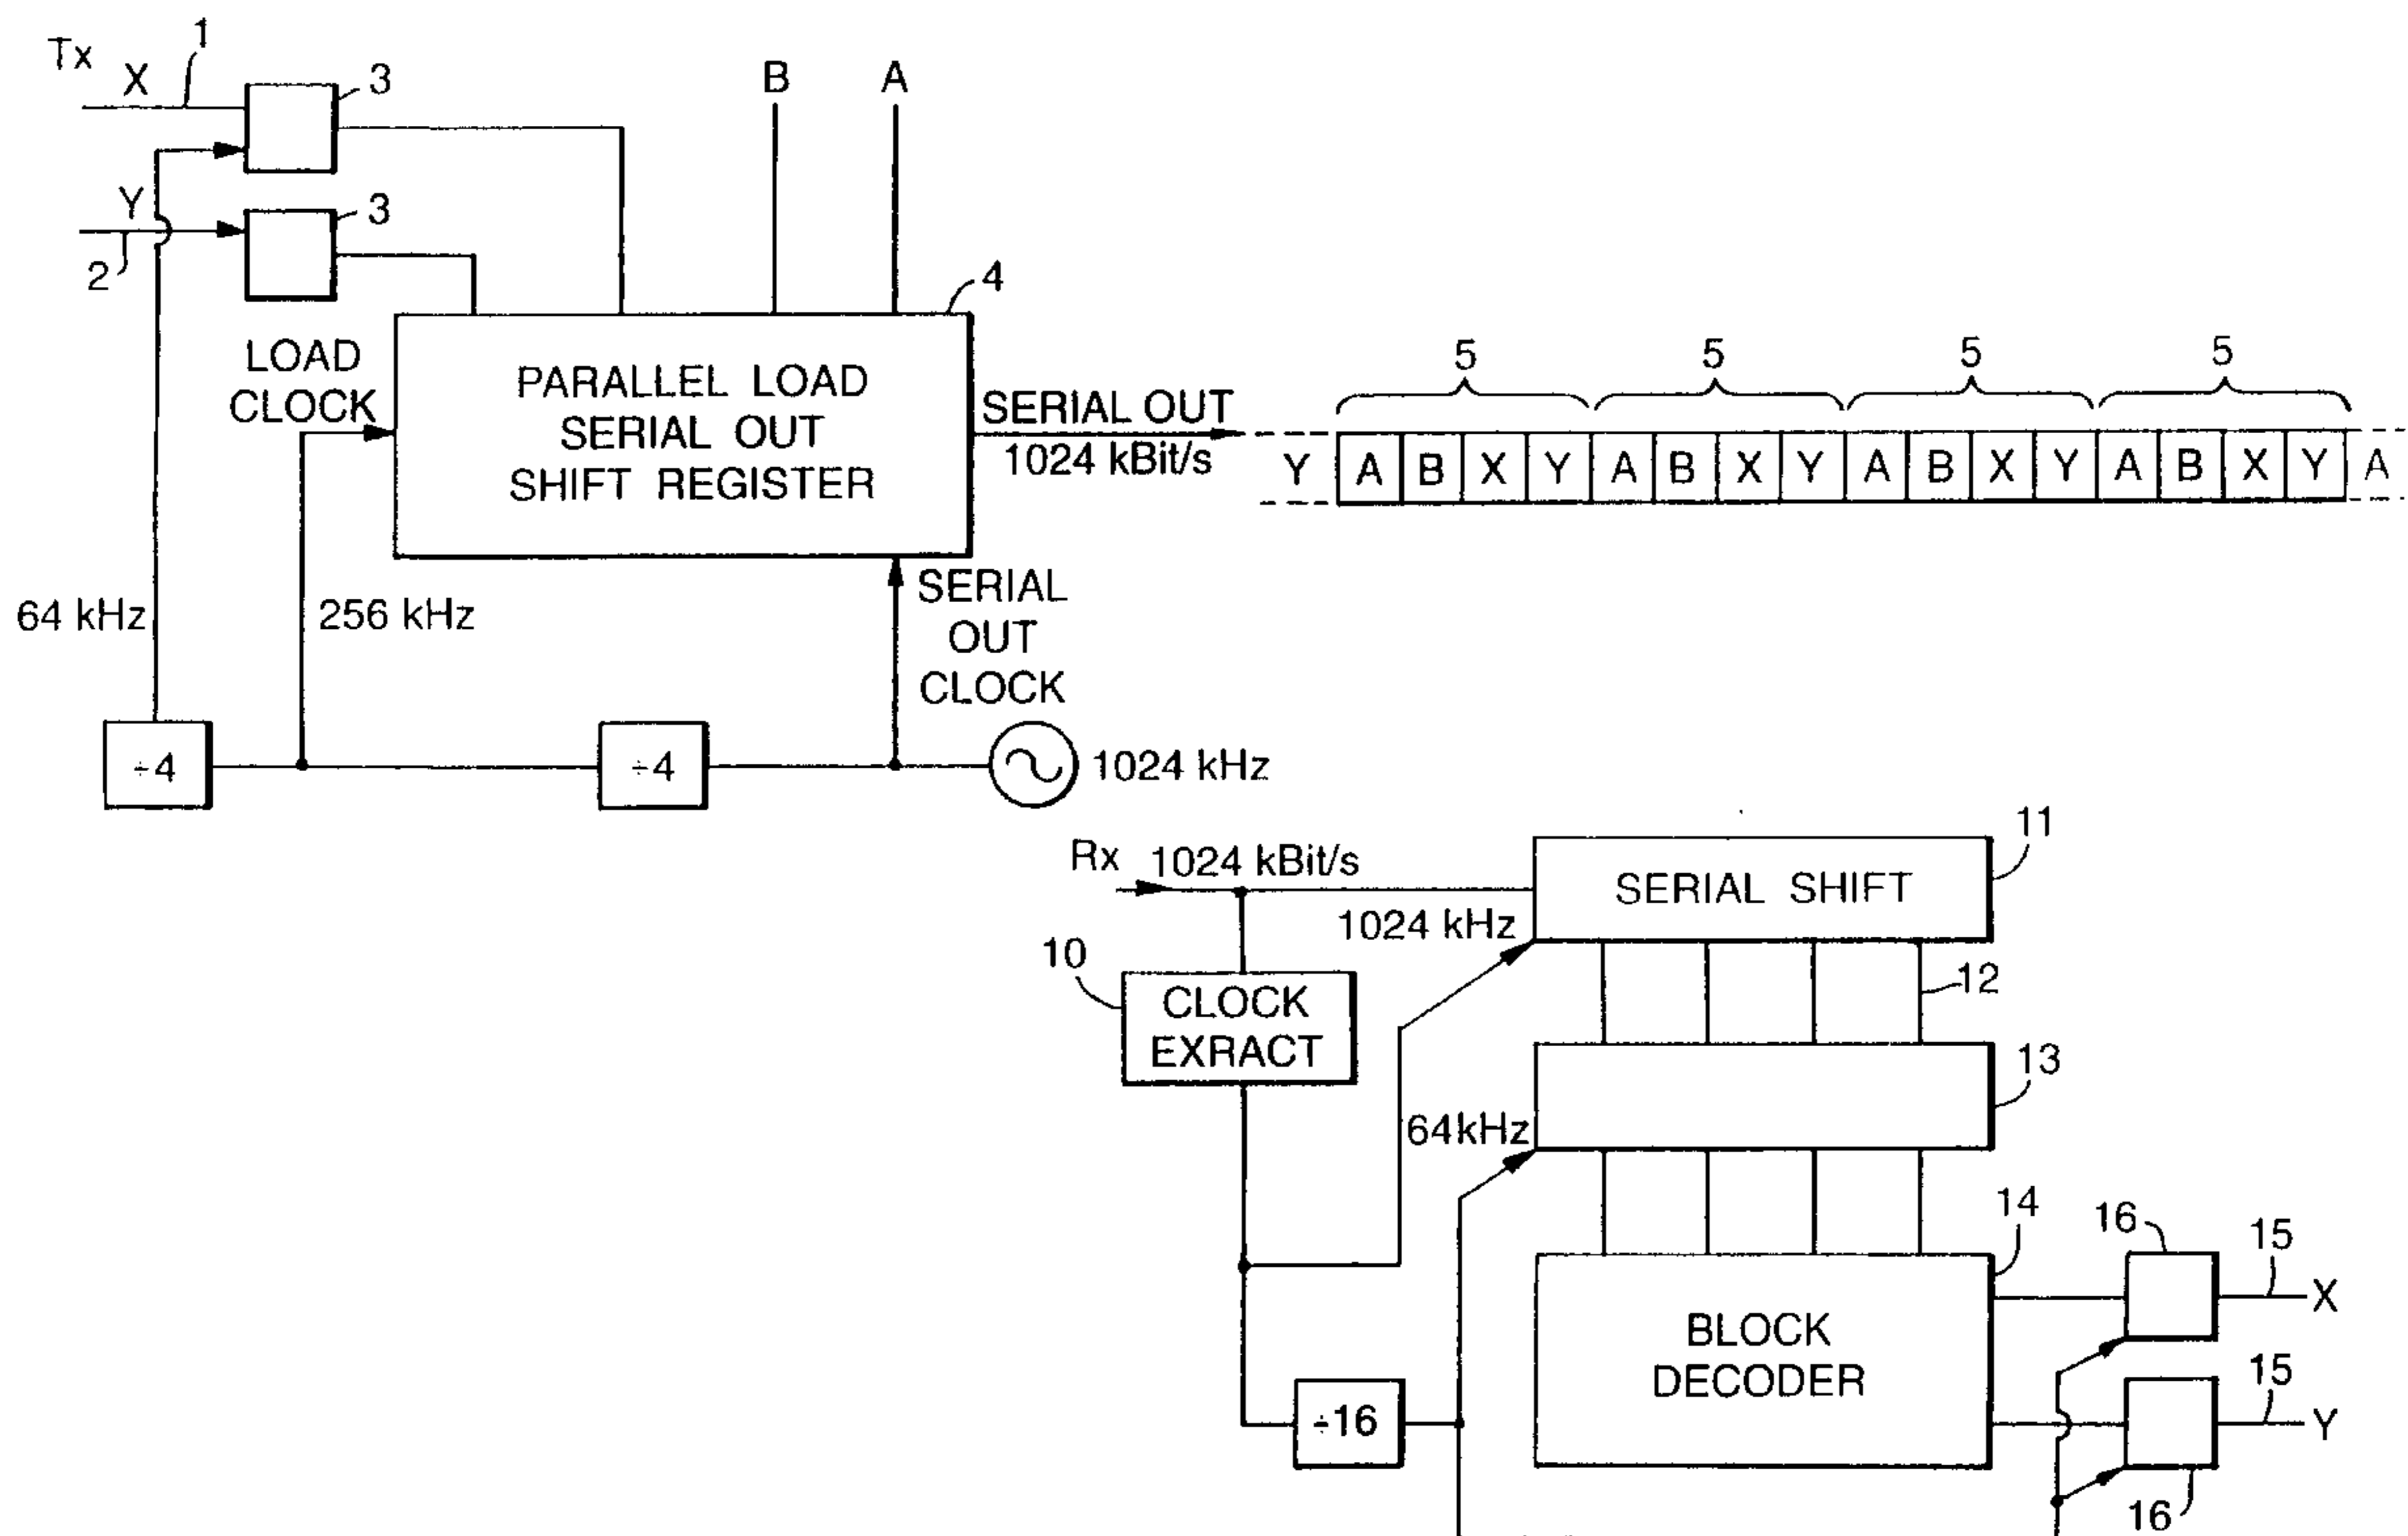 Tx
X
1
3
B
A
Y
3
2
4
LOAD
CLOCK
PARALLEL LOAD
SERIAL OUT
SHIFT REGISTER
SERIAL OUT
1024 kBit/s
5 5 5 5
Y A B X Y A B X Y A B X Y A B X Y A
64 kHz
256 kHz
SERIAL
OUT
CLOCK
÷4
÷4
1024 kHz
Rx 1024 kBit/s
SERIAL SHIFT
11
1024 kHz
10
CLOCK
EXRACT
12
13
64kHz
14
16
15
X
BLOCK
DECODER
÷16
15
Y
16